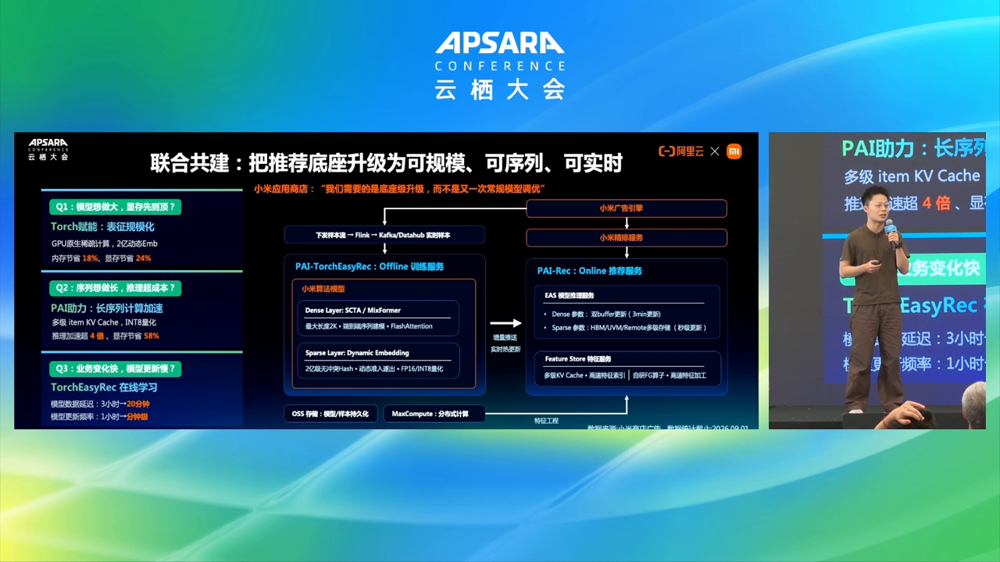 APSARA
CONFERENCE
云栖大会
APSARA
CONFERENCE
云栖大会
联合共建：把推荐底座升级为可规模、可序列、可实时
阿里云 × mi
小米应用商店：“我们需要的是底座级升级，而不是又一次常规模型调优”
Q1：模型想做大，显存先到顶？
Torch赋能：表征规模化
GPU原生稀疏计算，2亿动态Emb
内存节省 18%、显存节省 24%
Q2：序列想做长，推理超成本？
PAI助力：长序列计算加速
多级 item KV Cache，INT8量化
推理加速超 4 倍 、显存节省 58%
Q3：业务变化快，模型更新慢？
TorchEasyRec 在线学习
模型数据延迟：3小时→20分钟
模型更新频率：1小时→分钟级
下发样本流 → Flink → Kafka/Datahub 实时样本
PAI-TorchEasyRec：Offline 训练服务
小米算法模型
Dense Layer: SCTA / MixFormer
最大长度2K • 端到端序列建模 • FlashAttention
Sparse Layer: Dynamic Embedding
2亿级无冲突Hash • 动态准入逐出 • FP16/INT8量化
OSS 存储：模型/样本持久化
MaxCompute：分布式计算
增量推送
实时热更新
特征工程
小米广告引擎
小米精排服务
PAI-Rec：Online 推荐服务
EAS 模型推理服务
• Dense 参数： 双buffer更新（ 3min更新)
• Sparse 参数：HBM/UVM/Remote多级存储 （ 秒级更新 ）
Feature Store 特征服务
多级KV Cache • 高速特征索引 | 自研FG算子 • 高速特征加工
数据来源:小米商店广告 数据统计截止:2026.09.01
PAI助力：长序列
多级 item KV Cache
推 加速超 4 倍 、显
业务变化快
T EasyRec
模 延迟：3小时
模 更新频率：1小时